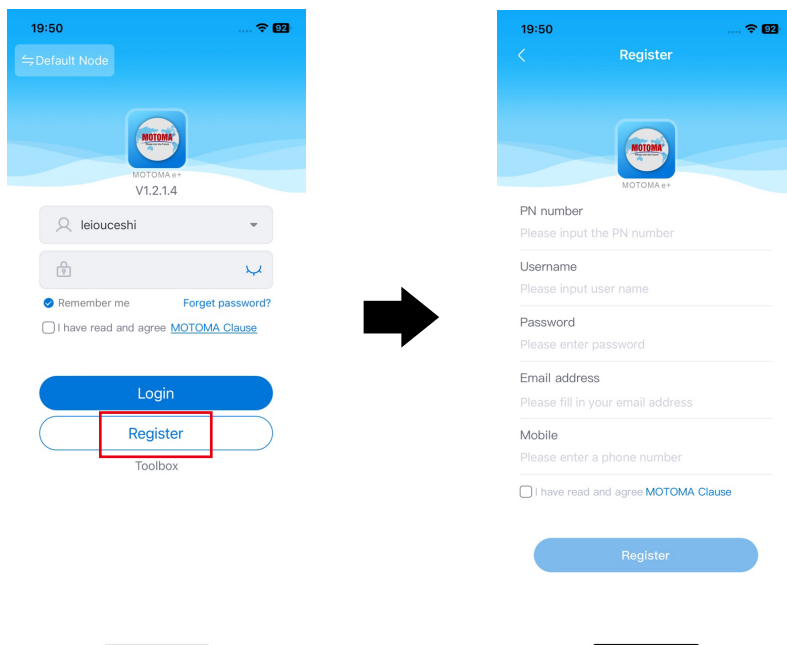 19:50
92
Default Node
MOTOMA
MOTOMA e+
V1.2.1.4
leiouceshi
Remember me
Forget password?
I have read and agree MOTOMA Clause
Login
Register
Toolbox
19:50
92
Register
MOTOMA
MOTOMA e+
PN number
Please input the PN number
Username
Please input user name
Password
Please enter password
Email address
Please fill in your email address
Mobile
Please enter a phone number
I have read and agree MOTOMA Clause
Register